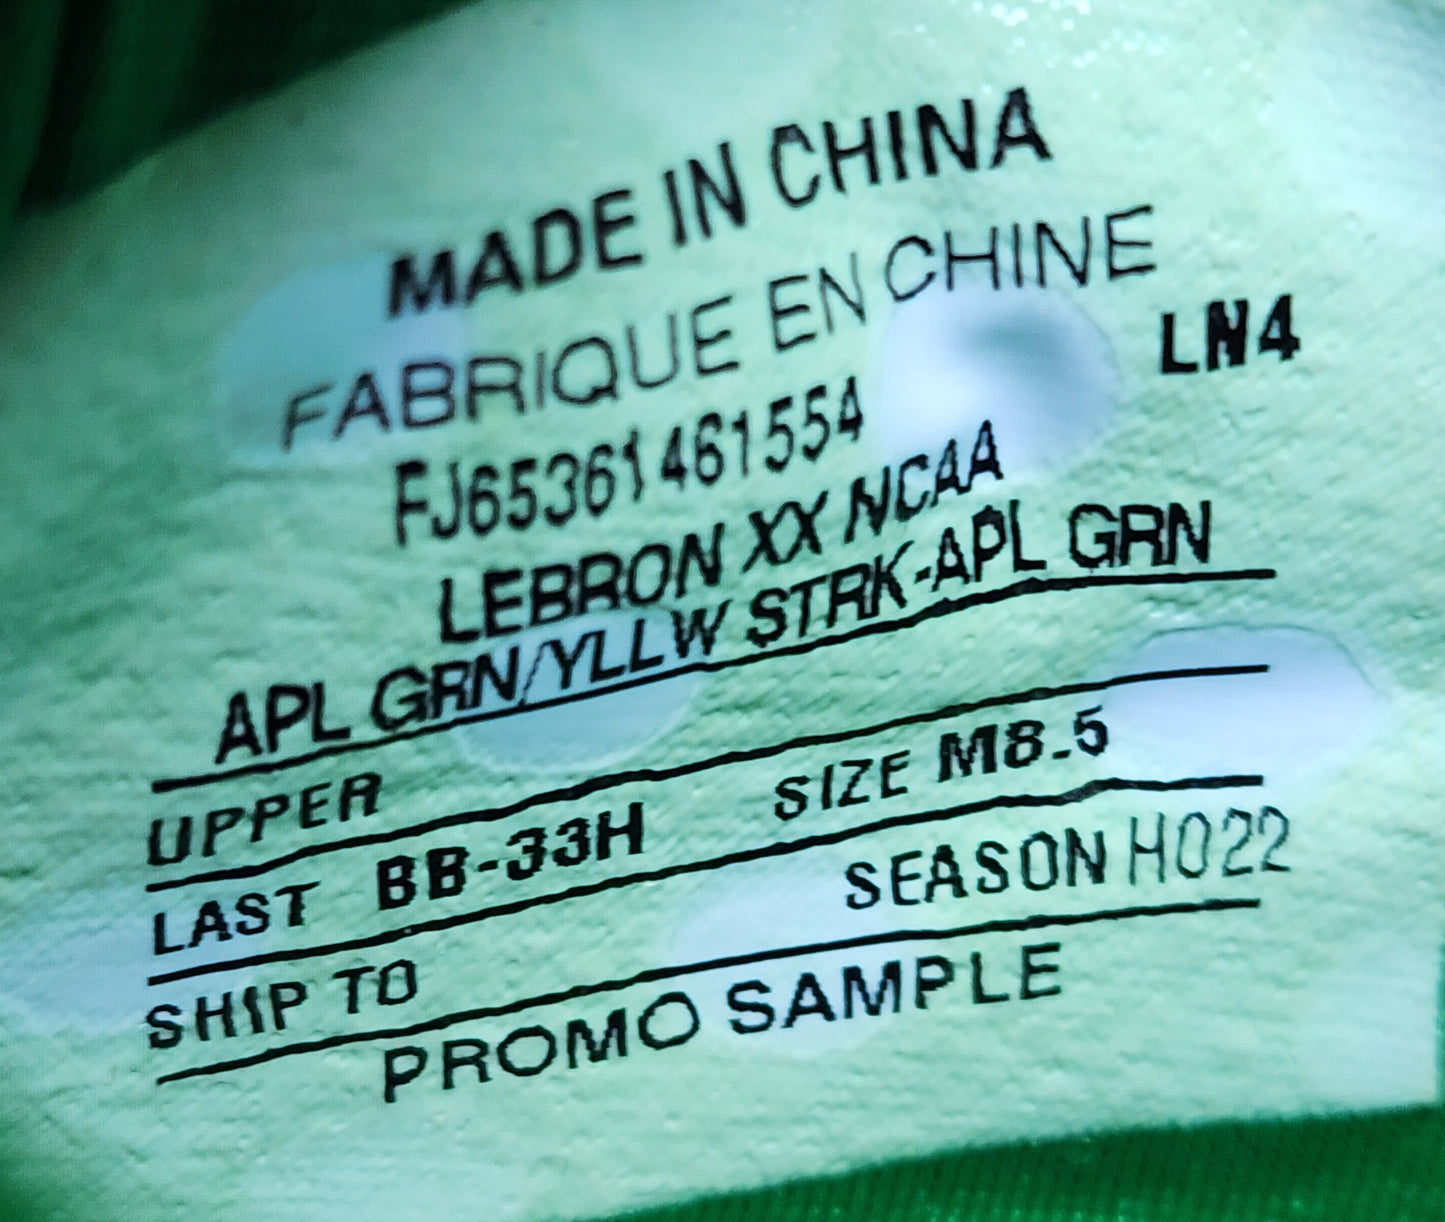 MADE IN CHINA
FABRIQUE EN CHINE
LN4
FJ65361461554
LEBRON XX NCAA
APL GRN/YLLW STRK-APL GRN
UPPER
LAST BB-33H SIZE M8.5
SHIP TO SEASON HO22
PROMO SAMPLE